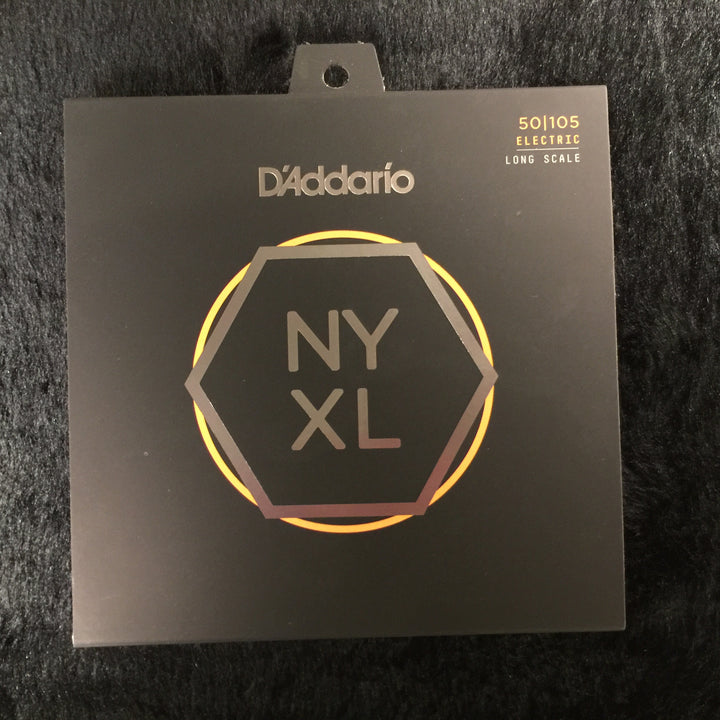 50|105
ELECTRIC
LONG SCALE
D'Addario
NY
XL